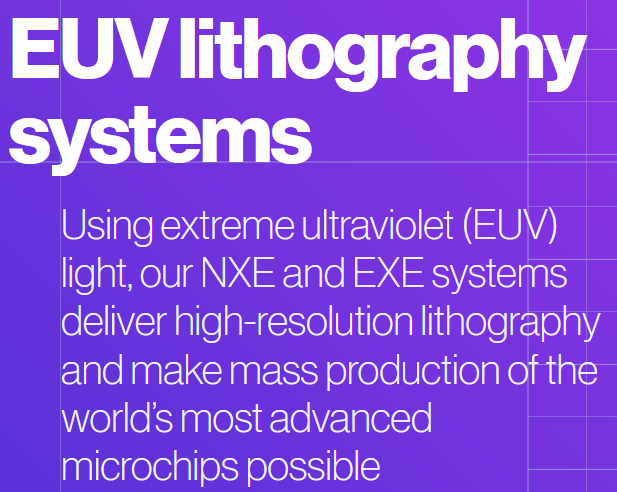 EUV lithography
systems
Using extreme ultraviolet (EUV)
light, our NXE and EXE systems
deliver high-resolution lithography
and make mass production of the
world’s most advanced
microchips possible